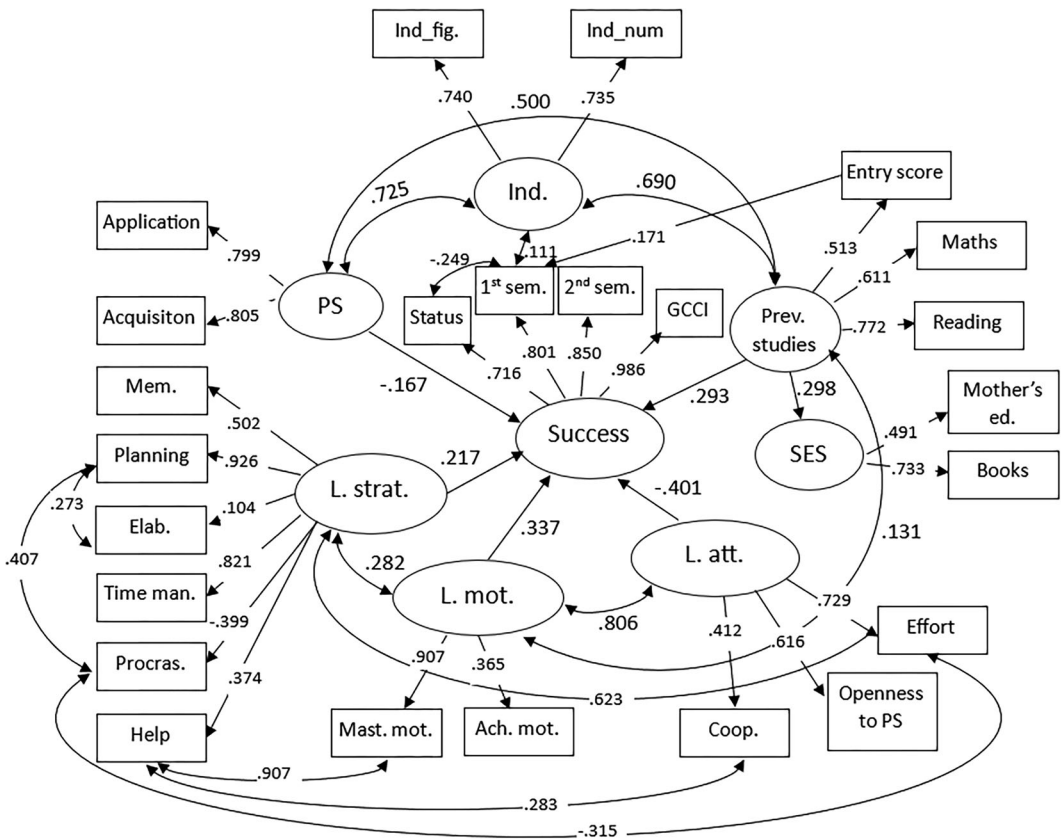 Ind_fig.
Ind_num
.740
.735
.500
Ind.
.725
.690
Entry score
Application
.799
-.249
.111
.171
.513
Maths
.611
PS
1st sem.
2nd sem.
GCCI
Status
Prev.
studies
.772
Reading
Acquisiton
.805
.716
.801
.850
.986
-.167
.293
.298
Mother's
ed.
Mem.
.502
Success
SES
.491
.733
Books
Planning
.926
.217
L. strat.
-.401
.273
Elab.
.104
.337
.131
.407
.821
.282
L. att.
Time man.
L. mot.
.806
.729
-.399
.412
.616
Effort
Procras.
.374
.907
.365
.623
Openness
to PS
Help
Mast. mot.
Ach. mot.
Coop.
.907
.283
-.315